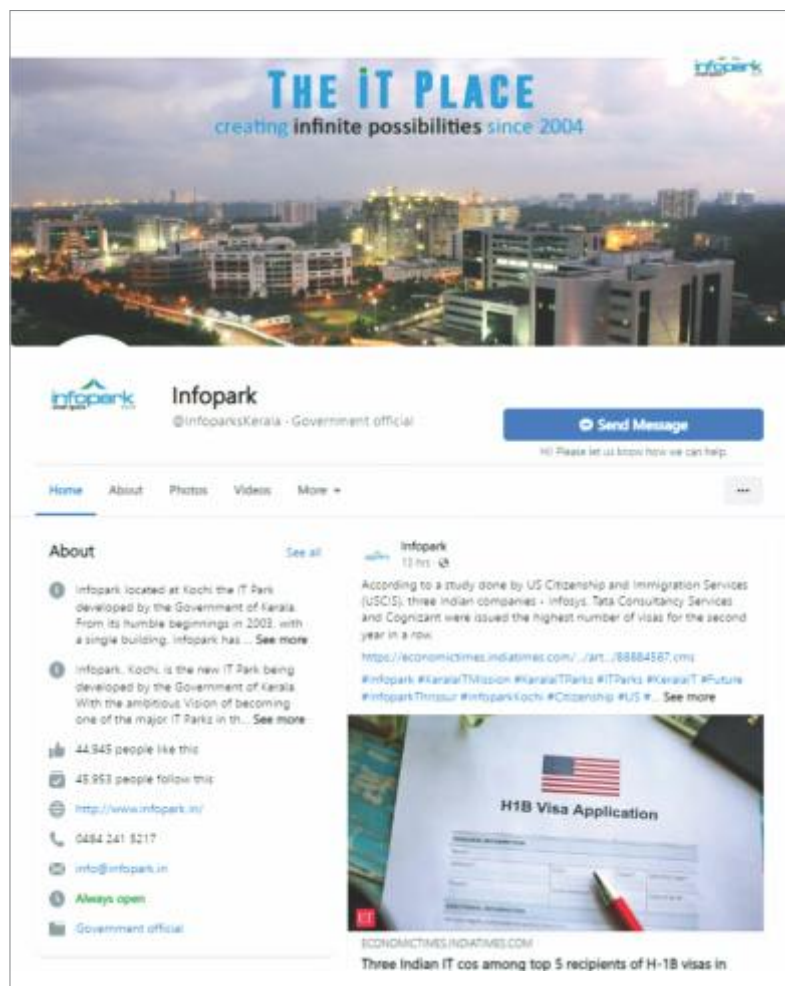 THE iT PLACE
creating infinite possibilities since 2004
infopark
infopark
Infopark
@InfoparksKerala · Government official
Send Message
Hi! Please let us know how we can help.
Home About Photos Videos More
...
About See all
Infopark located at Kochi the IT Park
developed by the Government of Kerala.
From its humble beginnings in 2003, with
a single building, Infopark has ... See more
Infopark, Kochi, is the new IT Park being
developed by the Government of Kerala.
With the ambitious Vision of becoming
one of the major IT Parks in th... See more
44,945 people like this
45,953 people follow this
http://www.infopark.in/
0484 241 5217
info@infopark.in
Always open
Government official
Infopark
13 hrs ·
According to a study done by US Citizenship and Immigration Services
(USCIS), three Indian companies - Infosys, Tata Consultancy Services
and Cognizant were issued the highest number of visas for the second
year in a row.
https://economictimes.indiatimes.com/../art.../88884587.cms
#Infopark #KeralaITMission #KeralaITParks #ITParks #KeralaIT #Future
#InfoparkThrissur #InfoparkKochi #Citizenship #US #... See more
H1B Visa Application
ET
ECONOMICTIMES.INDIATIMES.COM
Three Indian IT cos among top 5 recipients of H-1B visas in